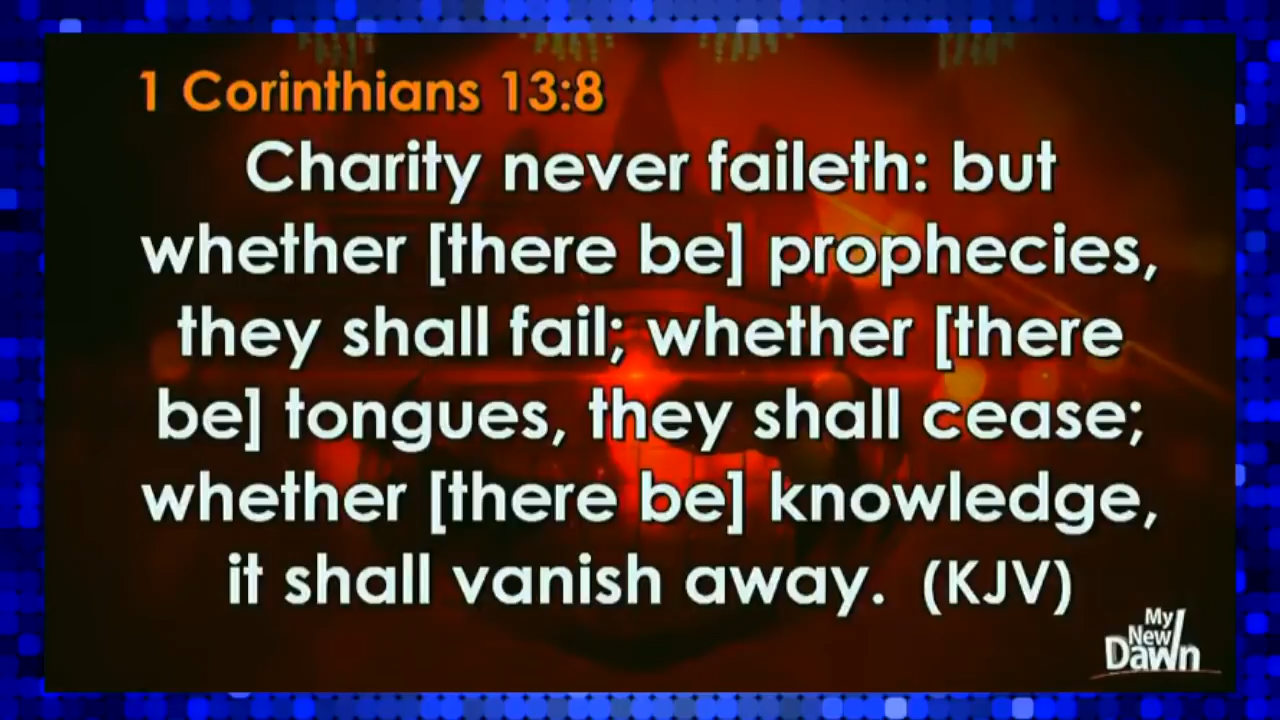 1 Corinthians 13:8
Charity never faileth: but
whether [there be] prophecies,
they shall fail; whether [there
be] tongues, they shall cease;
whether [there be] knowledge,
it shall vanish away. (KJV)
My
New
Dawn